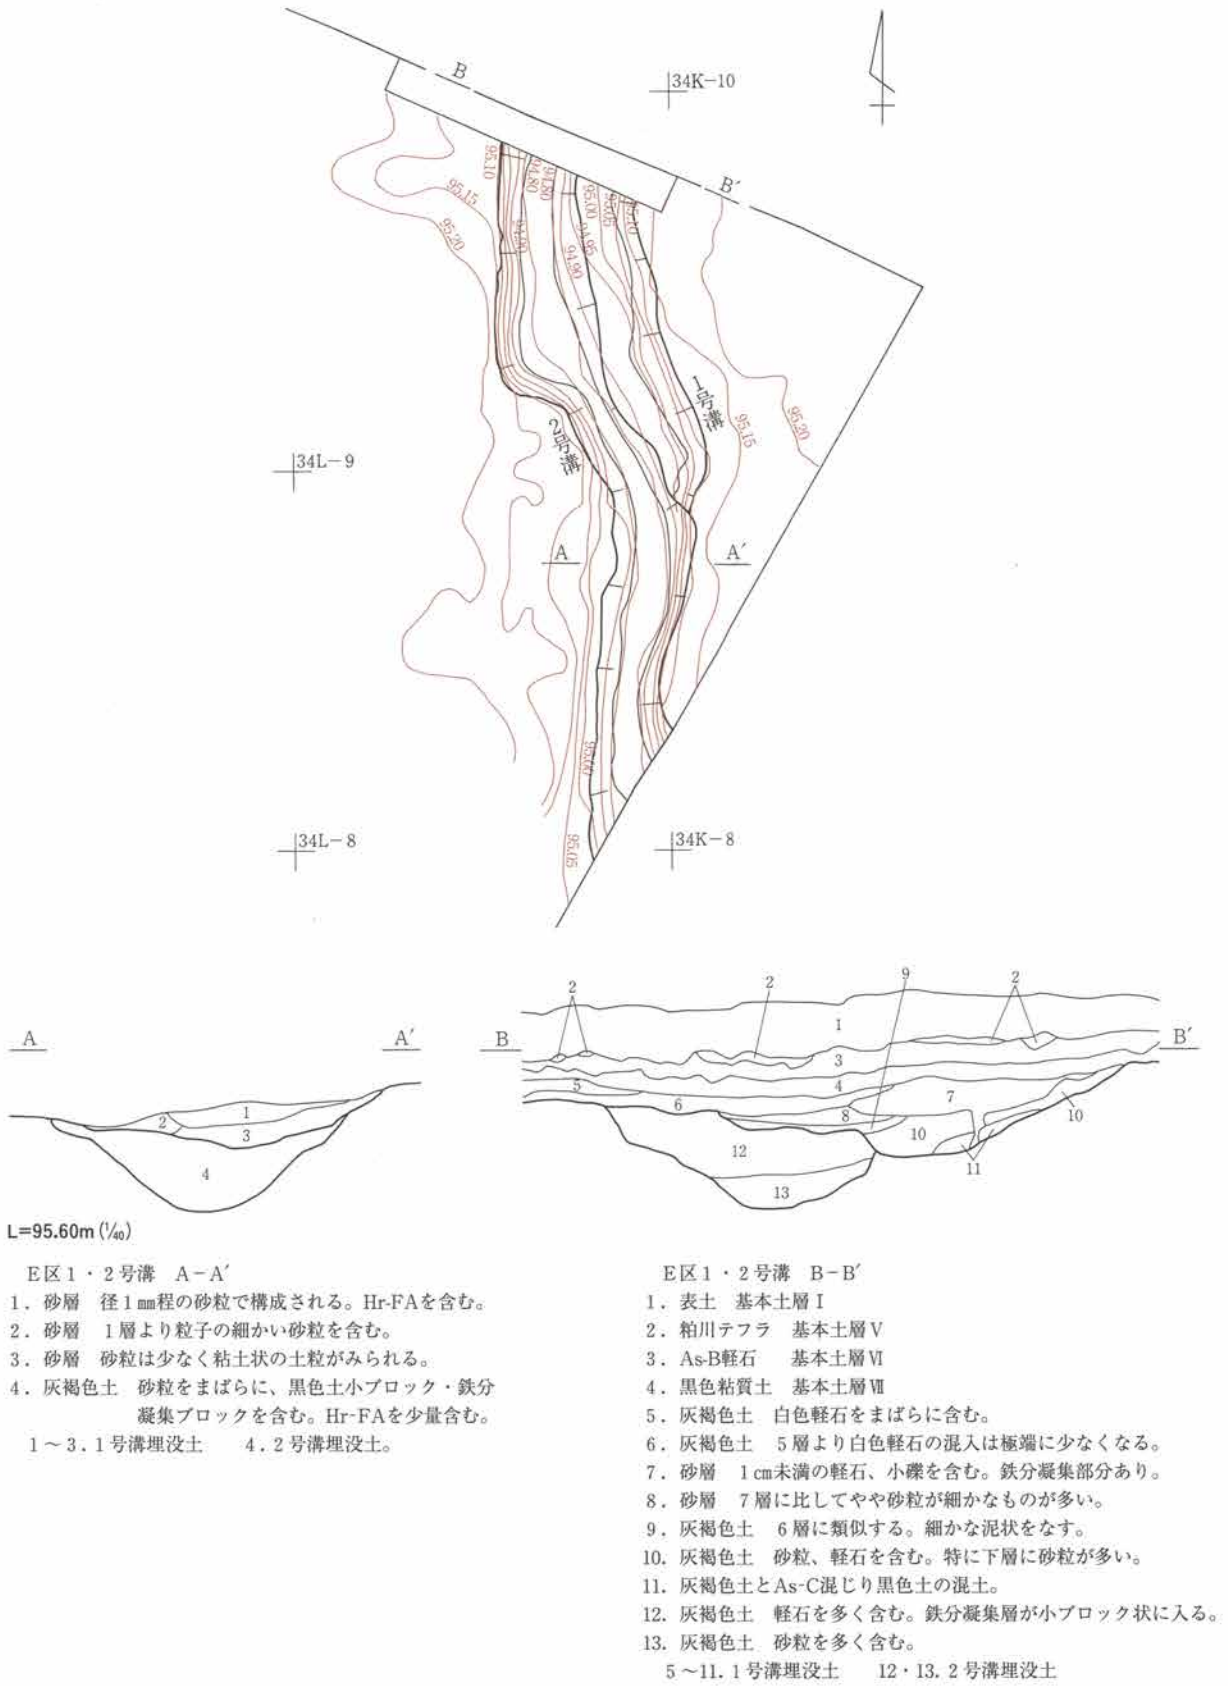 B
34K-10
B′
95.10
94.80
94.80
95.00
95.05
95.10
95.15
95.20
94.90
94.95
94.90
1号溝
95.15
95.20
2号溝
34L-9
A
A′
95.00
34L-8
95.05
34K-8
A
A′
1
2
3
4
B
B′
2
2
9
2
1
3
4
5
6
7
8
10
10
11
12
13
L=95.60m(1/40)
E区1・2号溝 A-A′
1．砂層 径1㎜程の砂粒で構成される。Hr-FAを含む。
2．砂層 1層より粒子の細かい砂粒を含む。
3．砂層 砂粒は少なく粘土状の土粒がみられる。
4．灰褐色土 砂粒をまばらに、黒色土小ブロック・鉄分
凝集ブロックを含む。Hr-FAを少量含む。
1～3．1号溝埋没土 4．2号溝埋没土。
E区1・2号溝 B-B′
1．表土 基本土層Ⅰ
2．粕川テフラ 基本土層Ⅴ
3．As-B軽石 基本土層Ⅵ
4．黒色粘質土 基本土層Ⅶ
5．灰褐色土 白色軽石をまばらに含む。
6．灰褐色土 5層より白色軽石の混入は極端に少なくなる。
7．砂層 1㎝未満の軽石、小礫を含む。鉄分凝集部分あり。
8．砂層 7層に比してやや砂粒が細かなものが多い。
9．灰褐色土 6層に類似する。細かな泥状をなす。
10．灰褐色土 砂粒、軽石を含む。特に下層に砂粒が多い。
11．灰褐色土とAs-C混じり黒色土の混土。
12．灰褐色土 軽石を多く含む。鉄分凝集層が小ブロック状に入る。
13．灰褐色土 砂粒を多く含む。
5～11．1号溝埋没土 12・13．2号溝埋没土